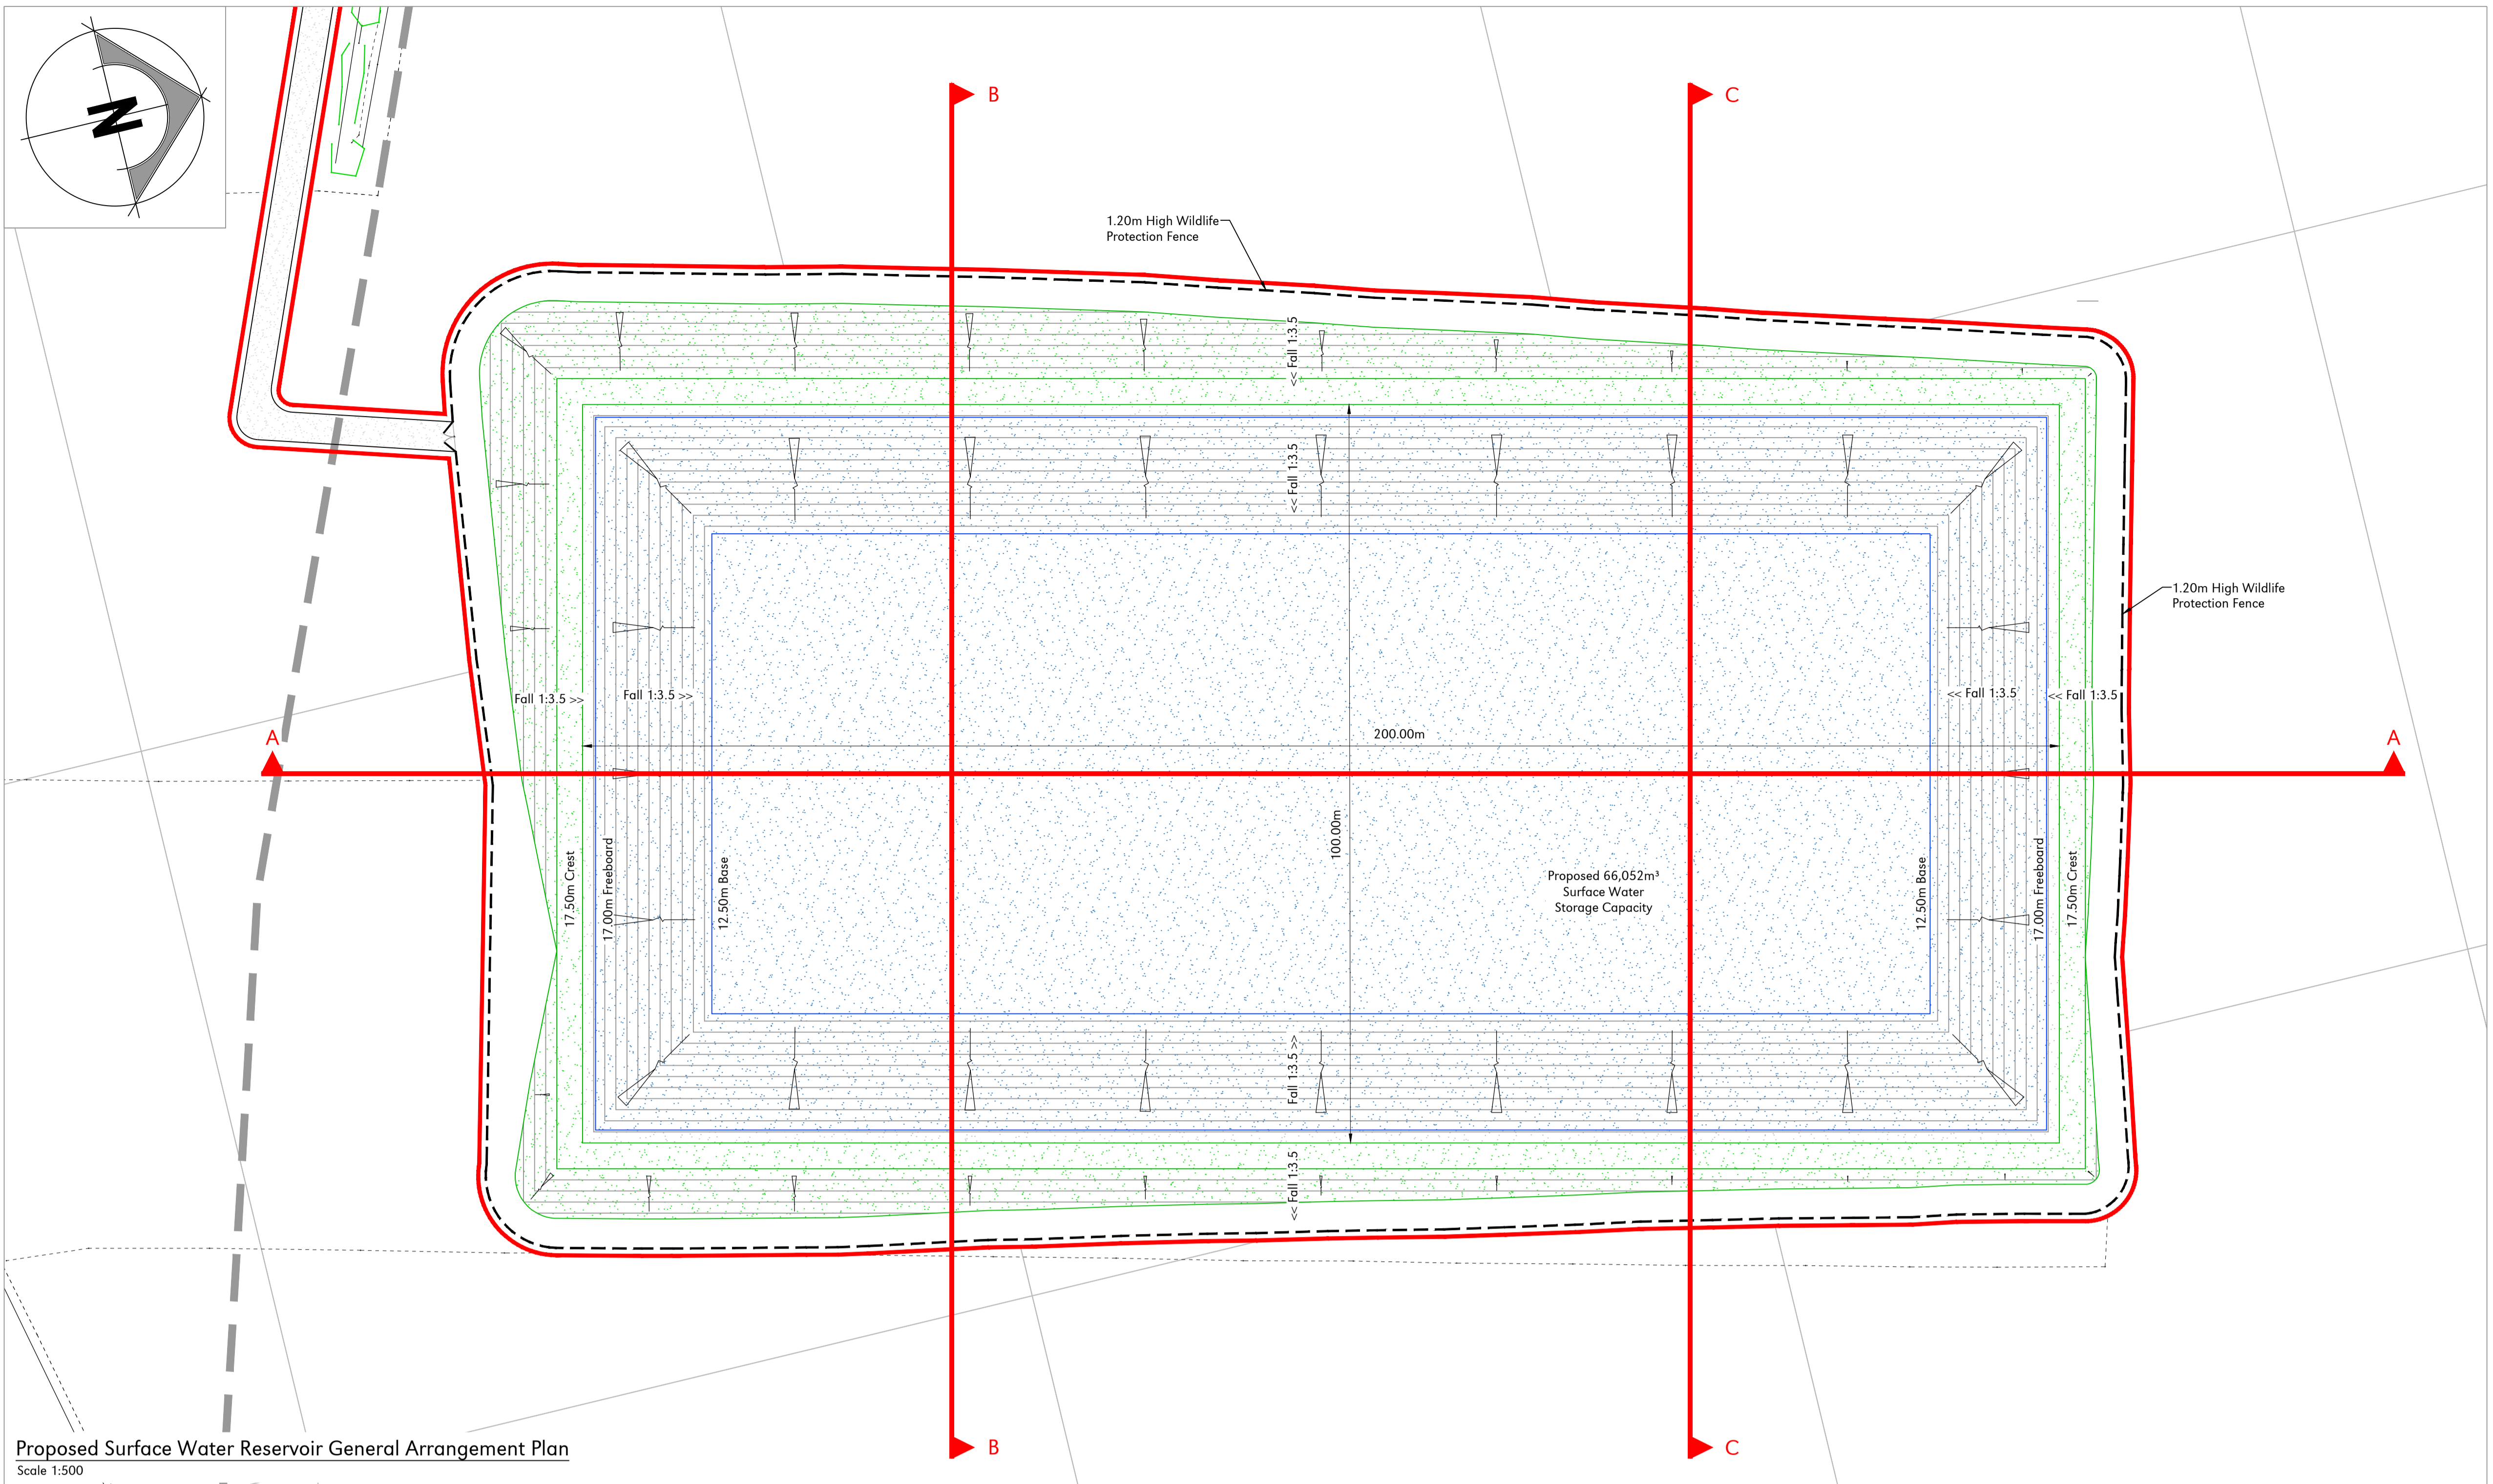 N
B
C
1.20m High Wildlife
Protection Fence
<< Fall 1:3.5
<< Fall 1:3.5
1.20m High Wildlife
Protection Fence
Fall 1:3.5 >>
Fall 1:3.5 >>
<< Fall 1:3.5
<< Fall 1:3.5
A
200.00m
A
100.00m
17.50m Crest
17.00m Freeboard
12.50m Base
Proposed 66,052m³
Surface Water
Storage Capacity
12.50m Base
17.00m Freeboard
17.50m Crest
Fall 1:3.5 >>
<< Fall 1:3.5
Proposed Surface Water Reservoir General Arrangement Plan
Scale 1:500
B
C